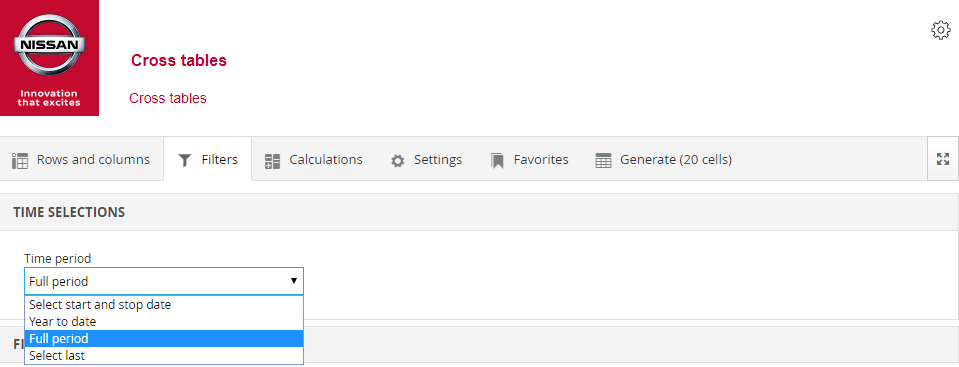 NISSAN
Innovation
that excites
Cross tables
Cross tables
Rows and columns Filters Calculations Settings Favorites Generate (20 cells)
TIME SELECTIONS
Time period
Full period
Select start and stop date
Year to date
Full period
Select last